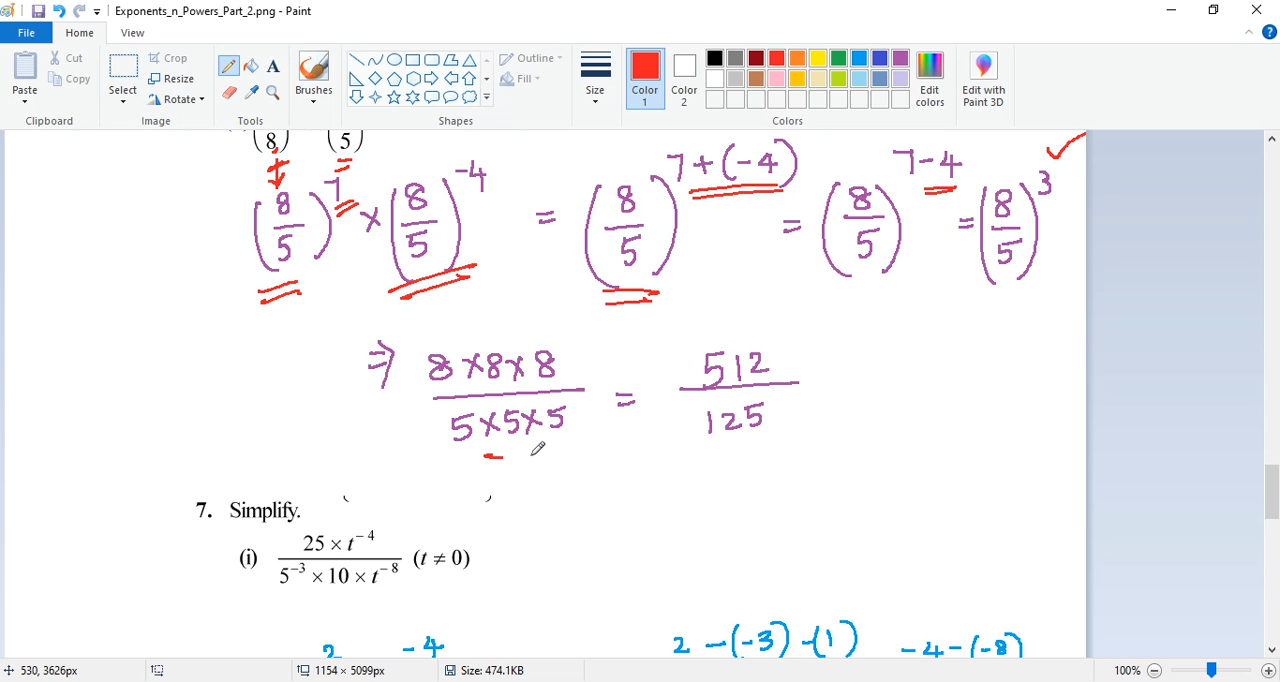 Exponents_n_Powers_Part_2.png - Paint
File Home View
Paste Cut Copy Select Crop Resize Rotate A Brushes Outline Fill Size Color 1 Color 2 Edit colors Edit with Paint 3D
Clipboard Image Tools Shapes Colors
(8) (5)
(8/5)^7 × (8/5)^-4 = (8/5)^7+(-4) = (8/5)^7-4 = (8/5)^3
⇒ 8×8×8 / 5×5×5 = 512 / 125
7. Simplify.
(i) 25 × t^-4 / 5^-3 × 10 × t^-8 (t ≠ 0)
2 -4 2 -(-3) -(1) -4-(-8)
530, 3626px 1154 × 5099px Size: 474.1KB 100%